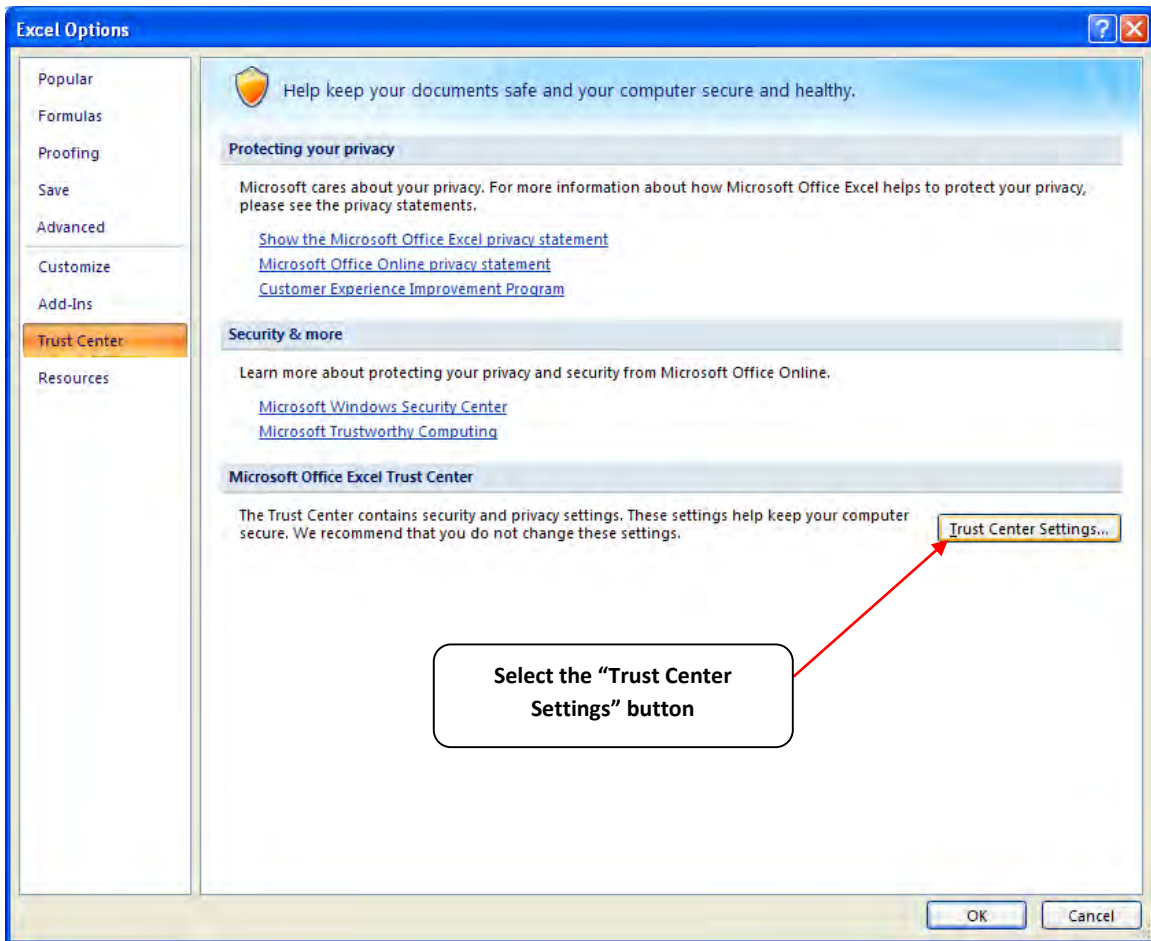 Excel Options
Popular
Formulas
Proofing
Save
Advanced
Customize
Add-Ins
Trust Center
Resources
Help keep your documents safe and your computer secure and healthy.
Protecting your privacy
Microsoft cares about your privacy. For more information about how Microsoft Office Excel helps to protect your privacy,
please see the privacy statements.
Show the Microsoft Office Excel privacy statement
Microsoft Office Online privacy statement
Customer Experience Improvement Program
Security & more
Learn more about protecting your privacy and security from Microsoft Office Online.
Microsoft Windows Security Center
Microsoft Trustworthy Computing
Microsoft Office Excel Trust Center
The Trust Center contains security and privacy settings. These settings help keep your computer
secure. We recommend that you do not change these settings.
Trust Center Settings...
Select the “Trust Center
Settings” button
OK
Cancel